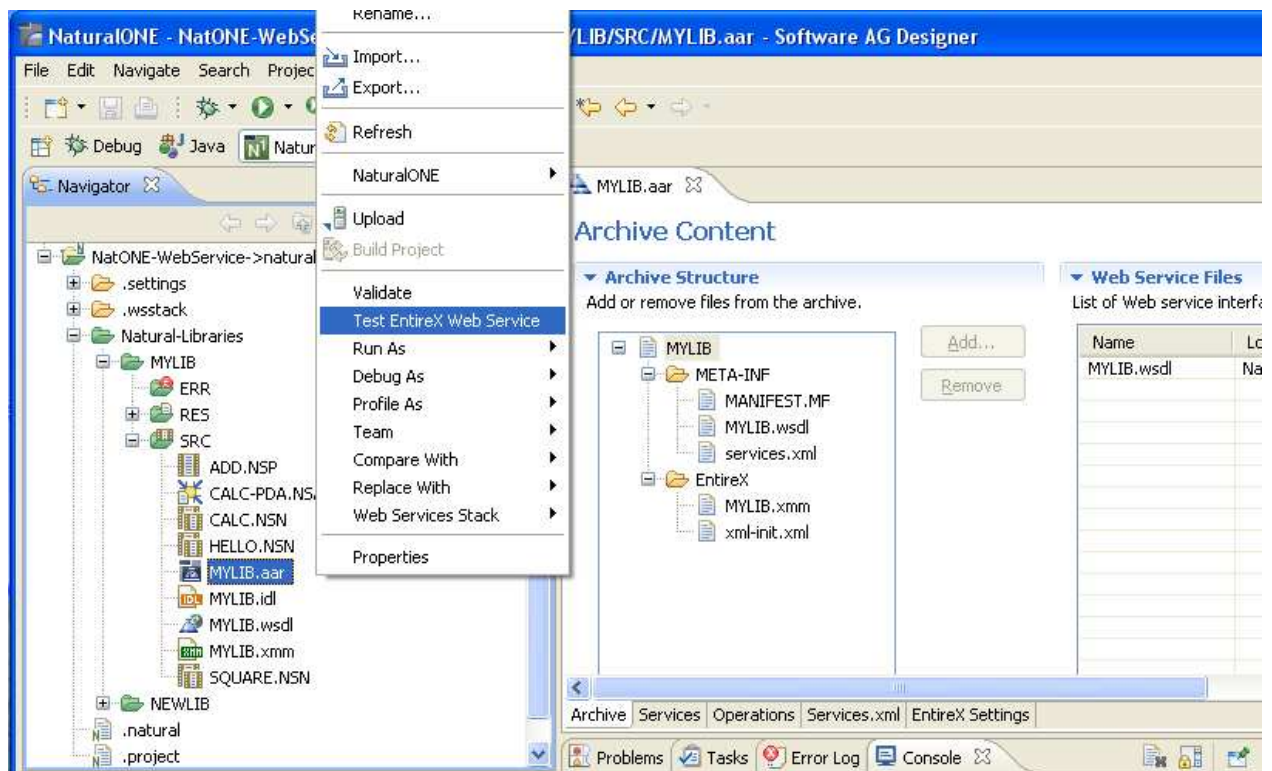 NaturalONE - NatONE-WebSe
YLIB/SRC/MYLIB.aar - Software AG Designer
File Edit Navigate Search Projec
Debug Java Natur
Navigator
NatONE-WebService->natural
.settings
.wsstack
Natural-Libraries
MYLIB
ERR
RES
SRC
ADD.NSP
CALC-PDA.NSA
CALC.NSN
HELLO.NSN
MYLIB.aar
MYLIB.idl
MYLIB.wsdl
MYLIB.xmm
SQUARE.NSN
NEWLIB
.natural
.project
Rename...
Import...
Export...
Refresh
NaturalONE
Upload
Build Project
Validate
Test EntireX Web Service
Run As
Debug As
Profile As
Team
Compare With
Replace With
Web Services Stack
Properties
MYLIB.aar
Archive Content
Archive Structure
Add or remove files from the archive.
MYLIB
META-INF
MANIFEST.MF
MYLIB.wsdl
services.xml
EntireX
MYLIB.xmm
xml-init.xml
Add...
Remove
Web Service Files
List of Web service interfa
Name Lo
MYLIB.wsdl Na
Archive Services Operations Services.xml EntireX Settings
Problems Tasks Error Log Console